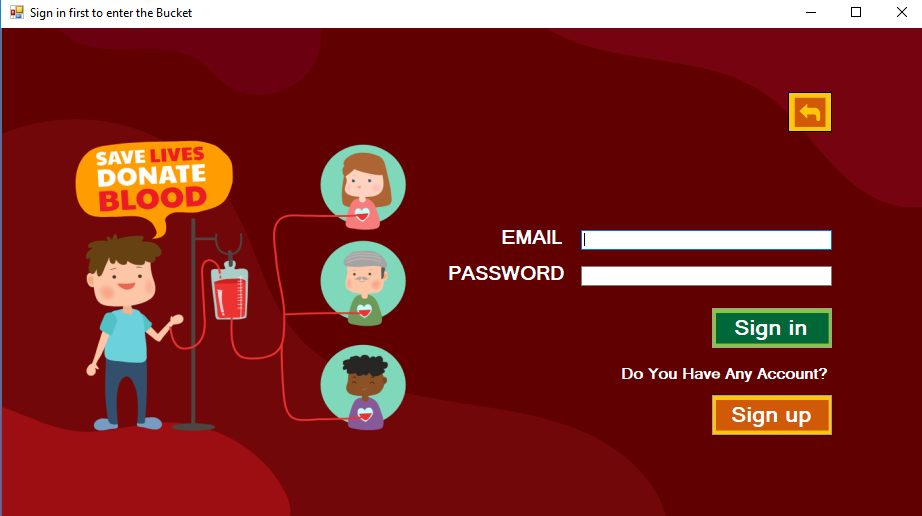 Sign in first to enter the Bucket
SAVE LIVES
DONATE
BLOOD
EMAIL
PASSWORD
Sign in
Do You Have Any Account?
Sign up